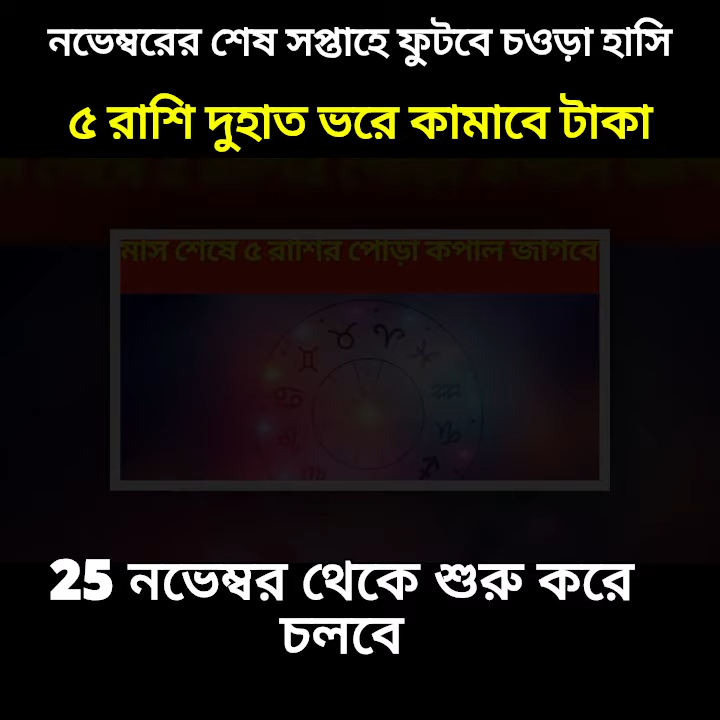 নভেম্বরের শেষ সপ্তাহে ফুটবে চওড়া হাসি
৫ রাশি দুহাত ভরে কামাবে টাকা
মাস শেষে ৫ রাশির পোড়া কপাল জাগবে
25 নভেম্বর থেকে শুরু করে
চলবে